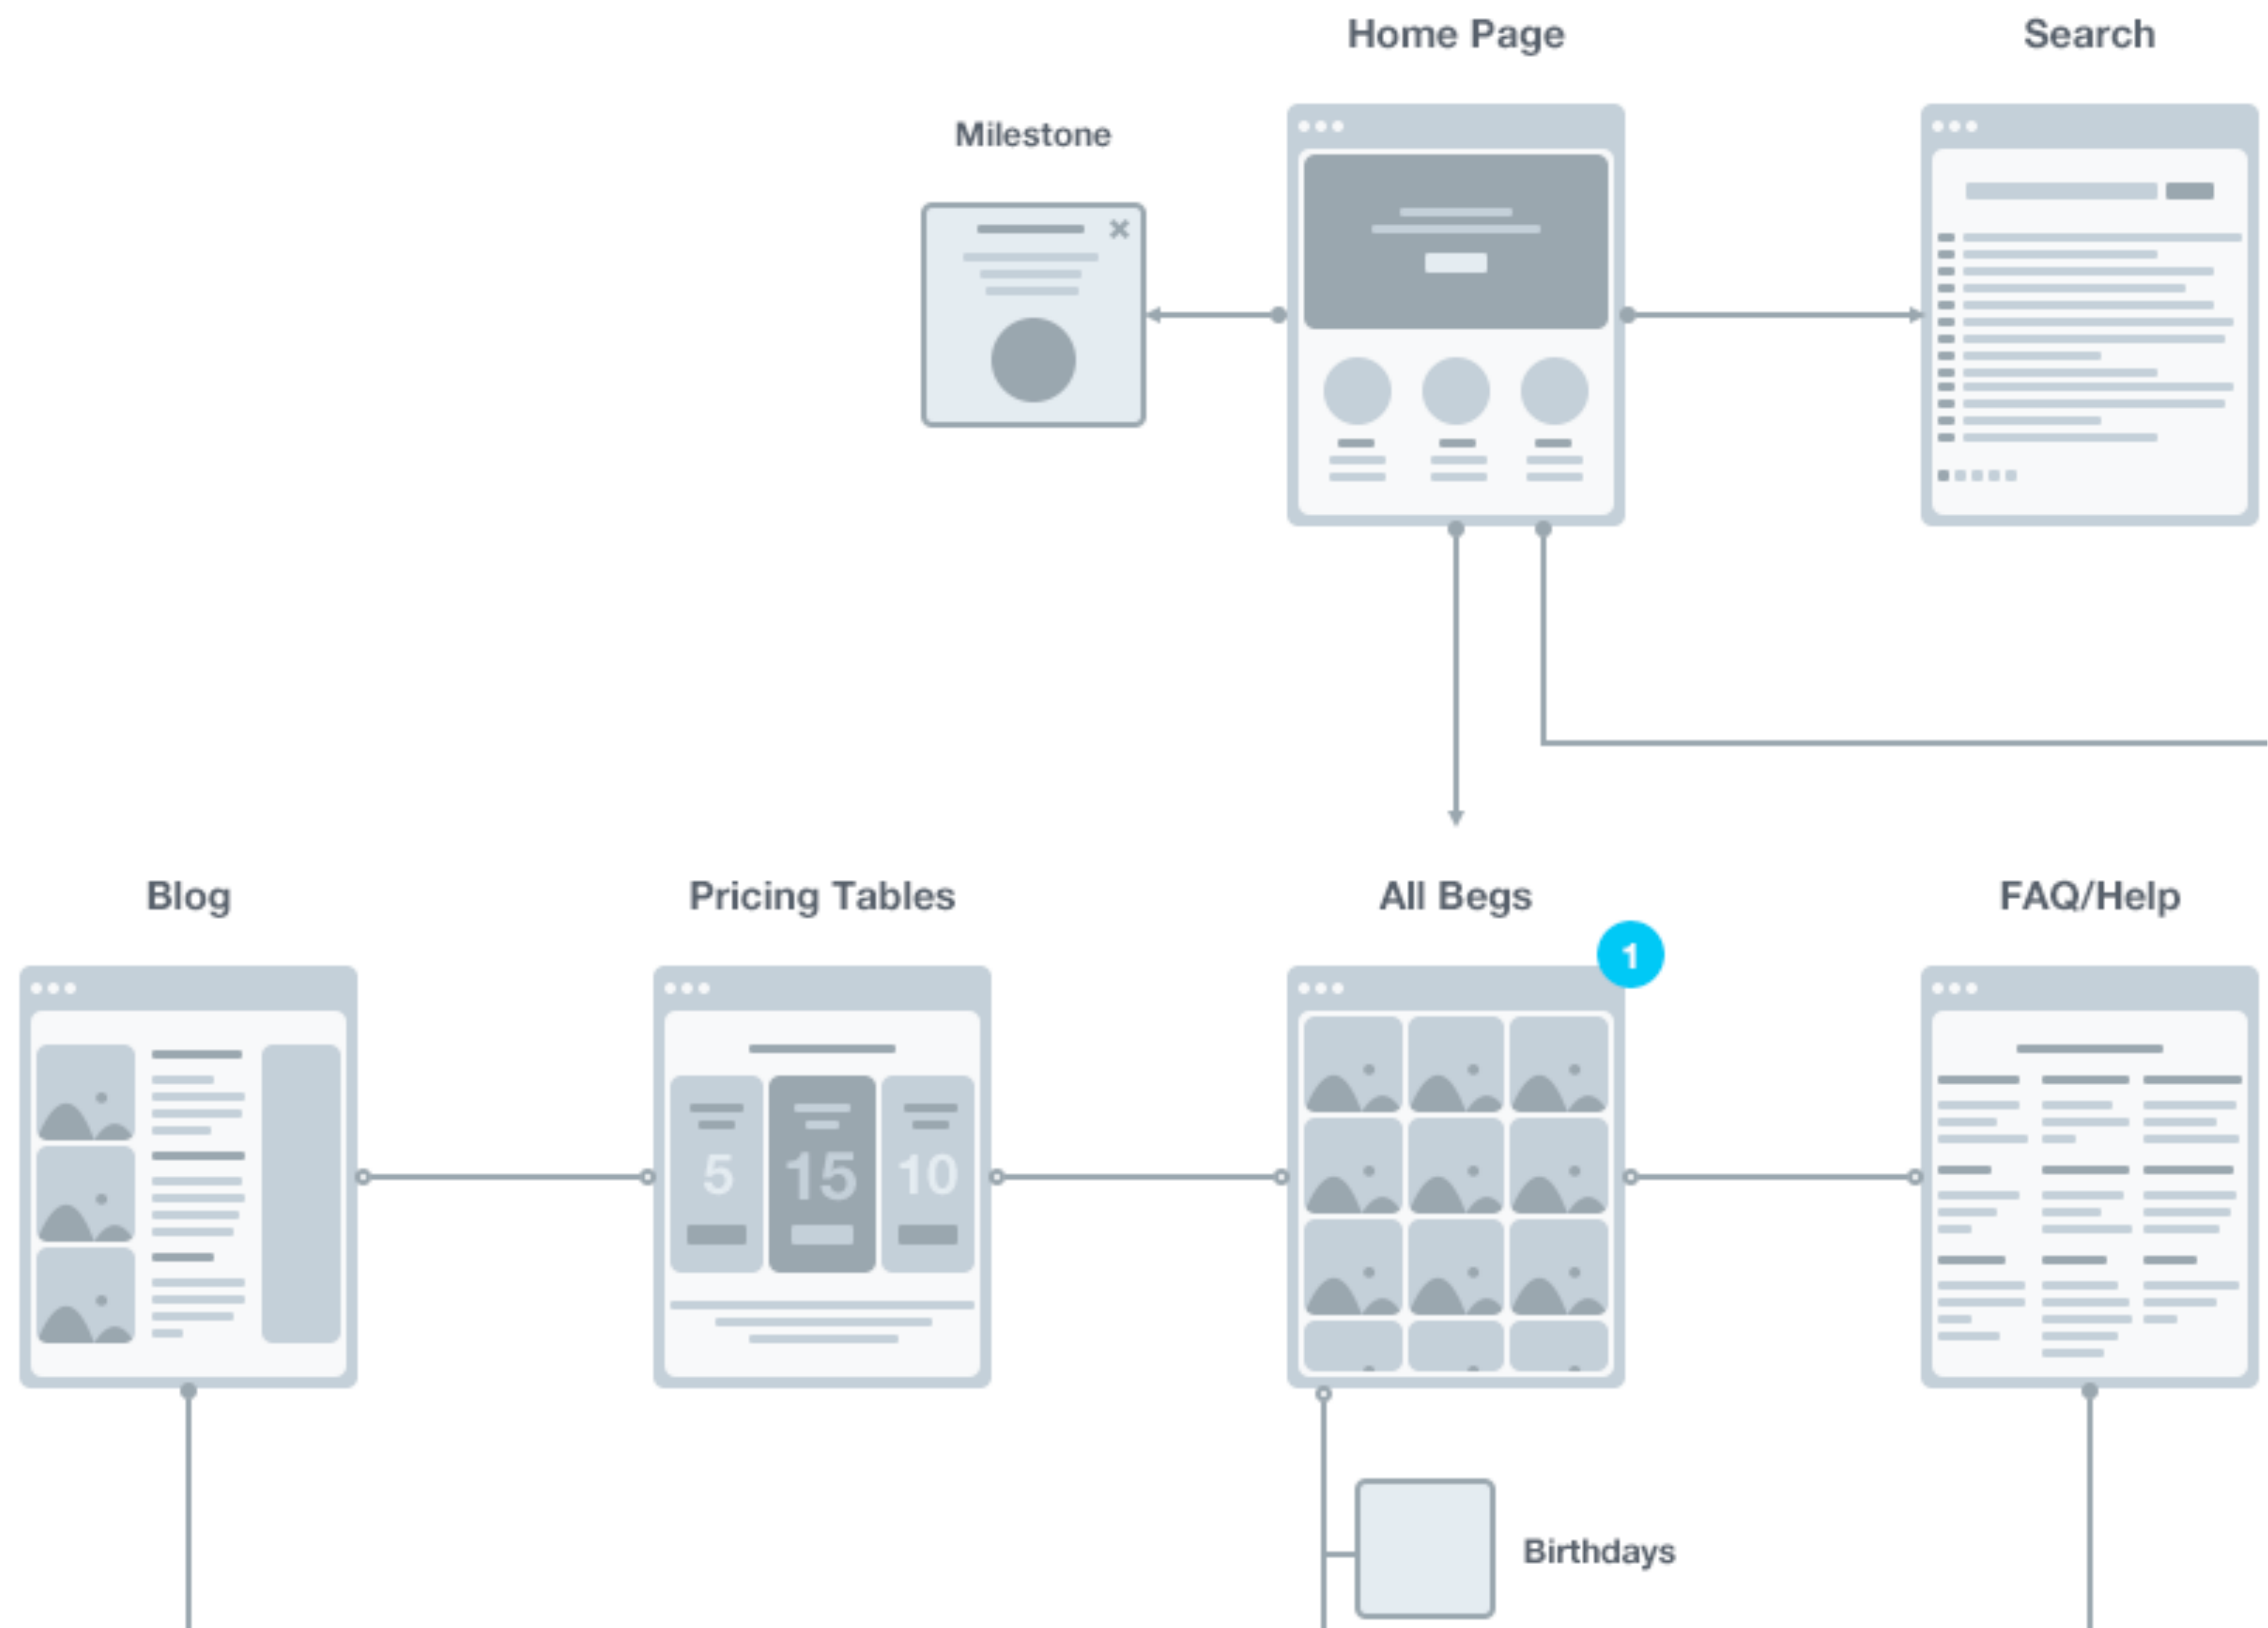 Home Page
Search
Milestone
Blog
Pricing Tables
All Begs
FAQ/Help
1
5
15
10
Birthdays